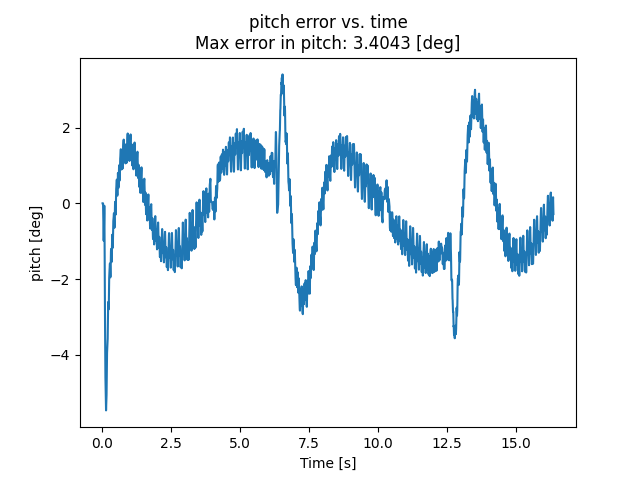 pitch error vs. time
Max error in pitch: 3.4043 [deg]
pitch [deg]
2
0
−2
−4
0.0 2.5 5.0 7.5 10.0 12.5 15.0
Time [s]